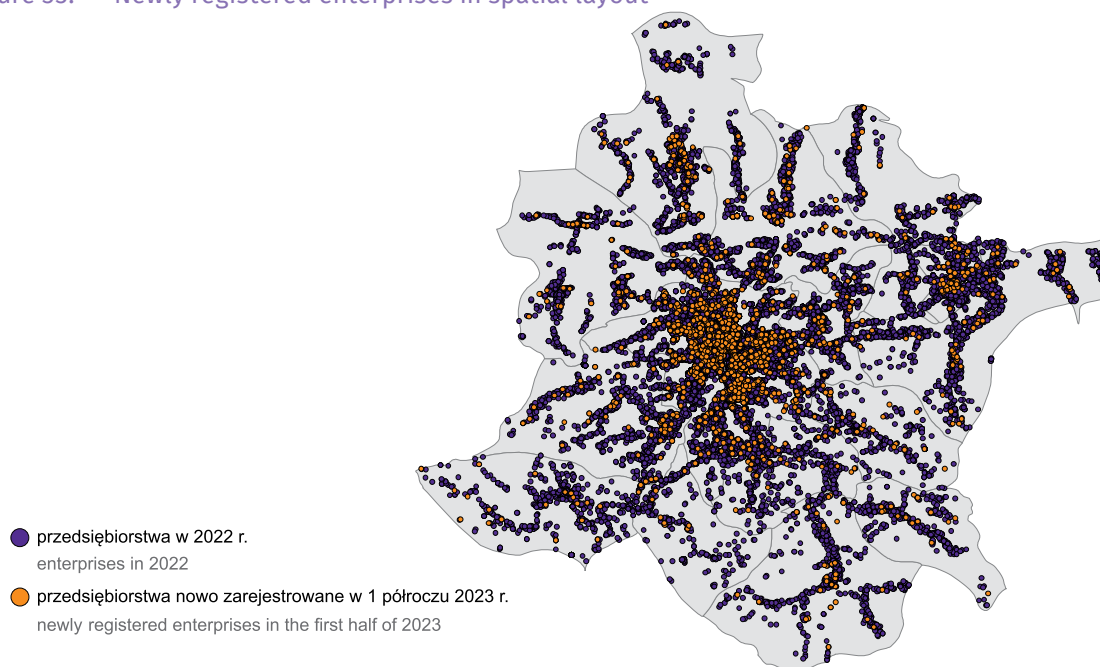 Newly registered enterprises in spatial layout
przedsiębiorstwa w 2022 r.
enterprises in 2022
przedsiębiorstwa nowo zarejestrowane w 1 półroczu 2023 r.
newly registered enterprises in the first half of 2023